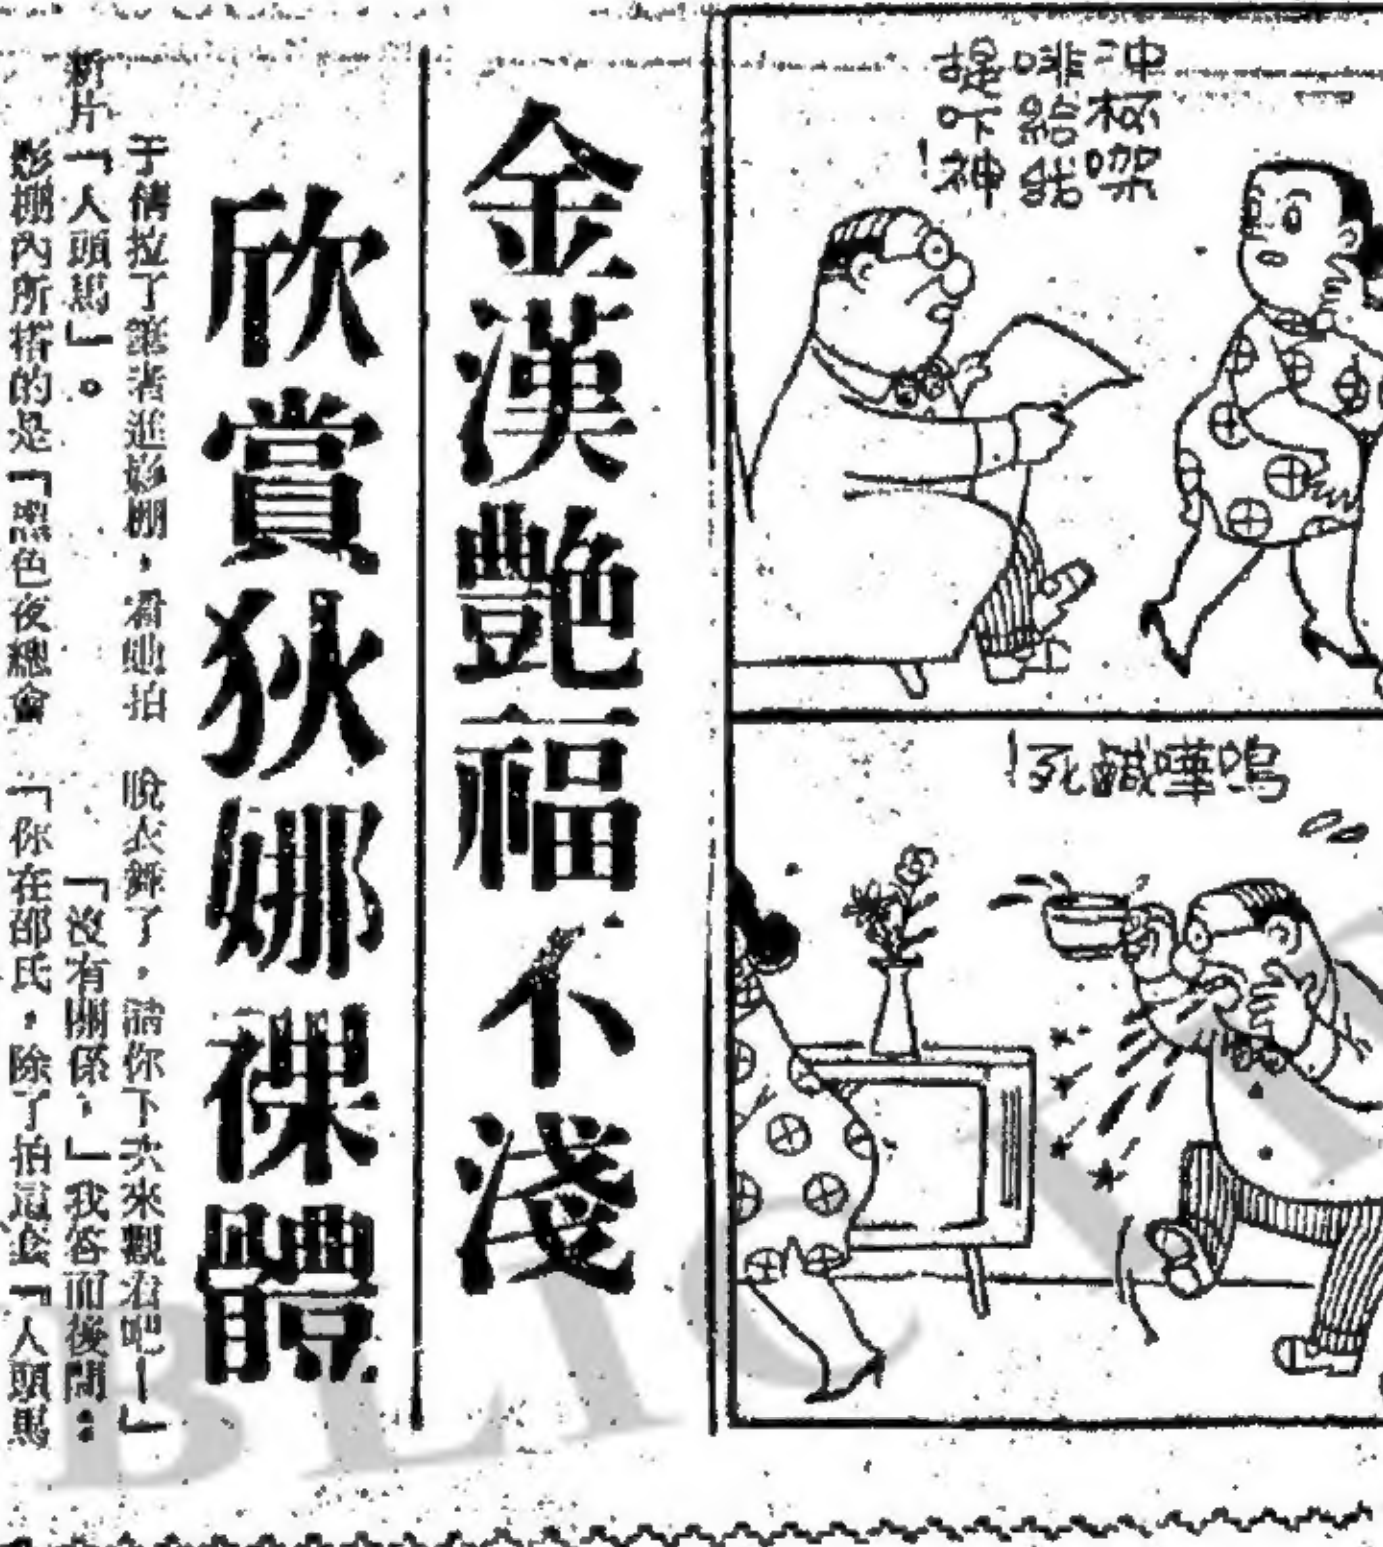 冲杯咖
啡給我
提吓神！
嗚嘩鹹死！
金漢艷福不淺
欣賞狄娜裸體
于倩拉了筆者進影棚，看她拍
新片「人頭馬」。
影棚內所搭的是「黑色夜總會
脫衣舞了，請你下次來觀看吧！」
「沒有關係，」我答而後問：
「你在邵氏，除了拍這套『人頭馬
BLIC